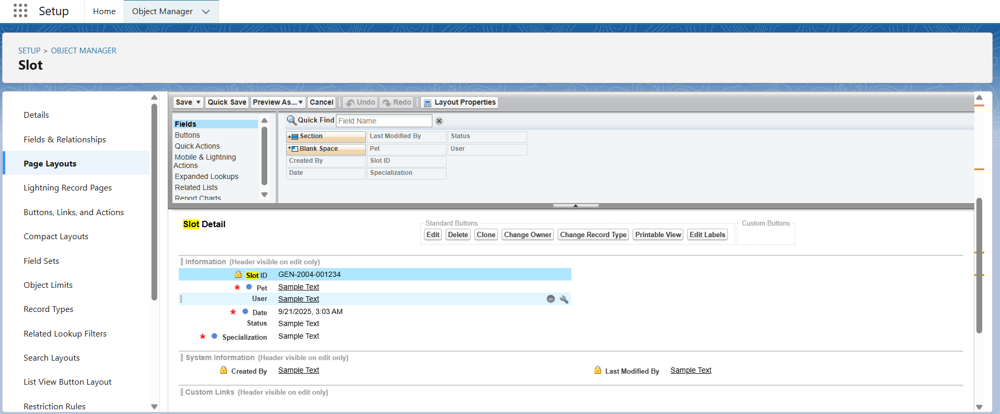 Setup Home Object Manager
SETUP > OBJECT MANAGER
Slot
Details
Fields & Relationships
Page Layouts
Lightning Record Pages
Buttons, Links, and Actions
Compact Layouts
Field Sets
Object Limits
Record Types
Related Lookup Filters
Search Layouts
List View Button Layout
Restriction Rules
Save Quick Save Preview As... Cancel Undo Redo Layout Properties
Fields
Buttons
Quick Actions
Mobile & Lightning
Actions
Expanded Lookups
Related Lists
Report Charts
Quick Find Field Name
Section Last Modified By Status
Blank Space Pet User
Created By Slot ID
Date Specialization
Slot Detail
Standard Buttons Custom Buttons
Edit Delete Clone Change Owner Change Record Type Printable View Edit Labels
Information (Header visible on edit only)
Slot ID GEN-2004-001234
* Pet Sample Text
User Sample Text
* Date 9/21/2025, 3:03 AM
Status Sample Text
* Specialization Sample Text
System Information (Header visible on edit only)
Created By Sample Text Last Modified By Sample Text
Custom Links (Header visible on edit only)